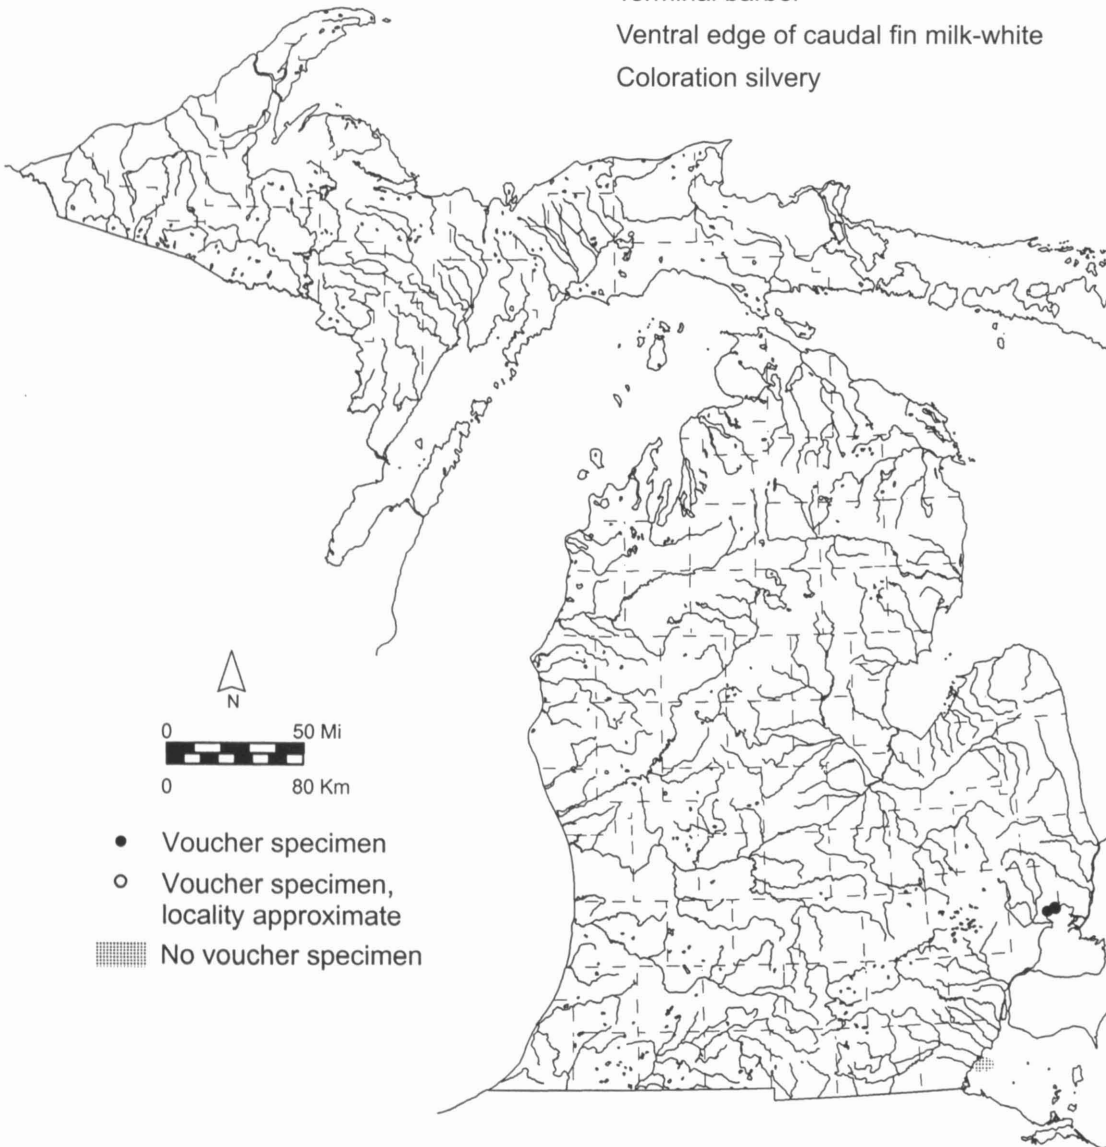 Ventral edge of caudal fin milk-white
Coloration silvery
N
0 50 Mi
0 80 Km
Voucher specimen
Voucher specimen,
locality approximate
No voucher specimen